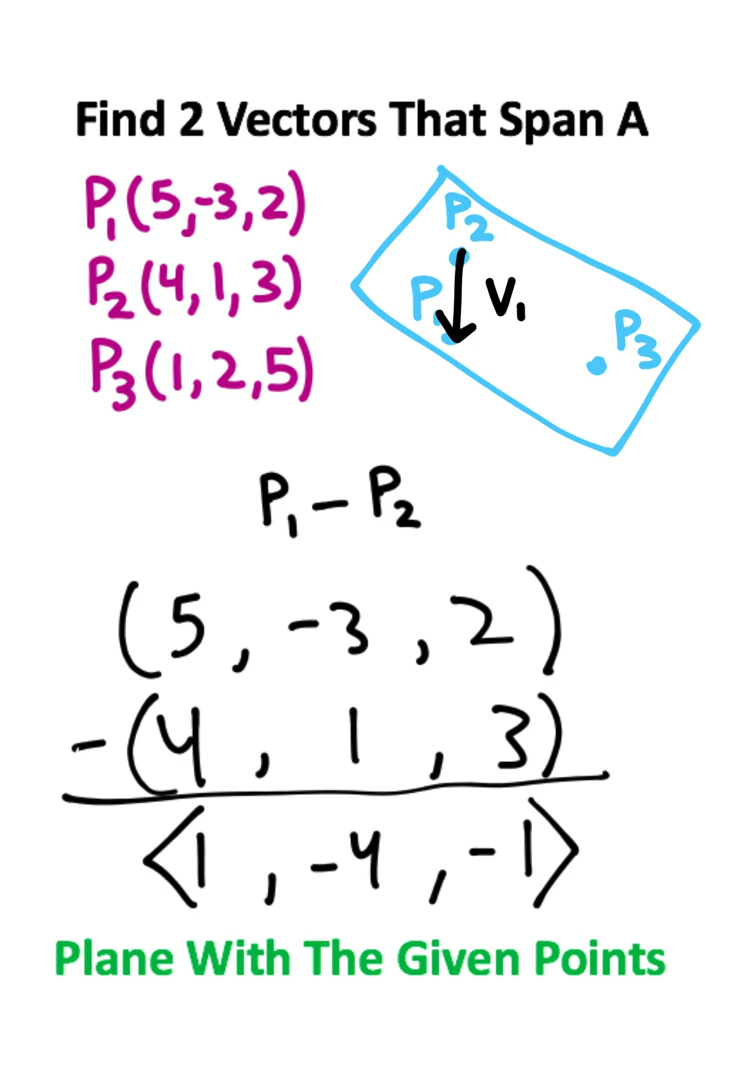 Find 2 Vectors That Span A
P₁(5,-3,2)
P₂(4,1,3)
P₃(1,2,5)
P₂
P₁
V₁
P₃
P₁ - P₂
(5, -3, 2)
-(4, 1, 3)
<1, -4, -1>
Plane With The Given Points